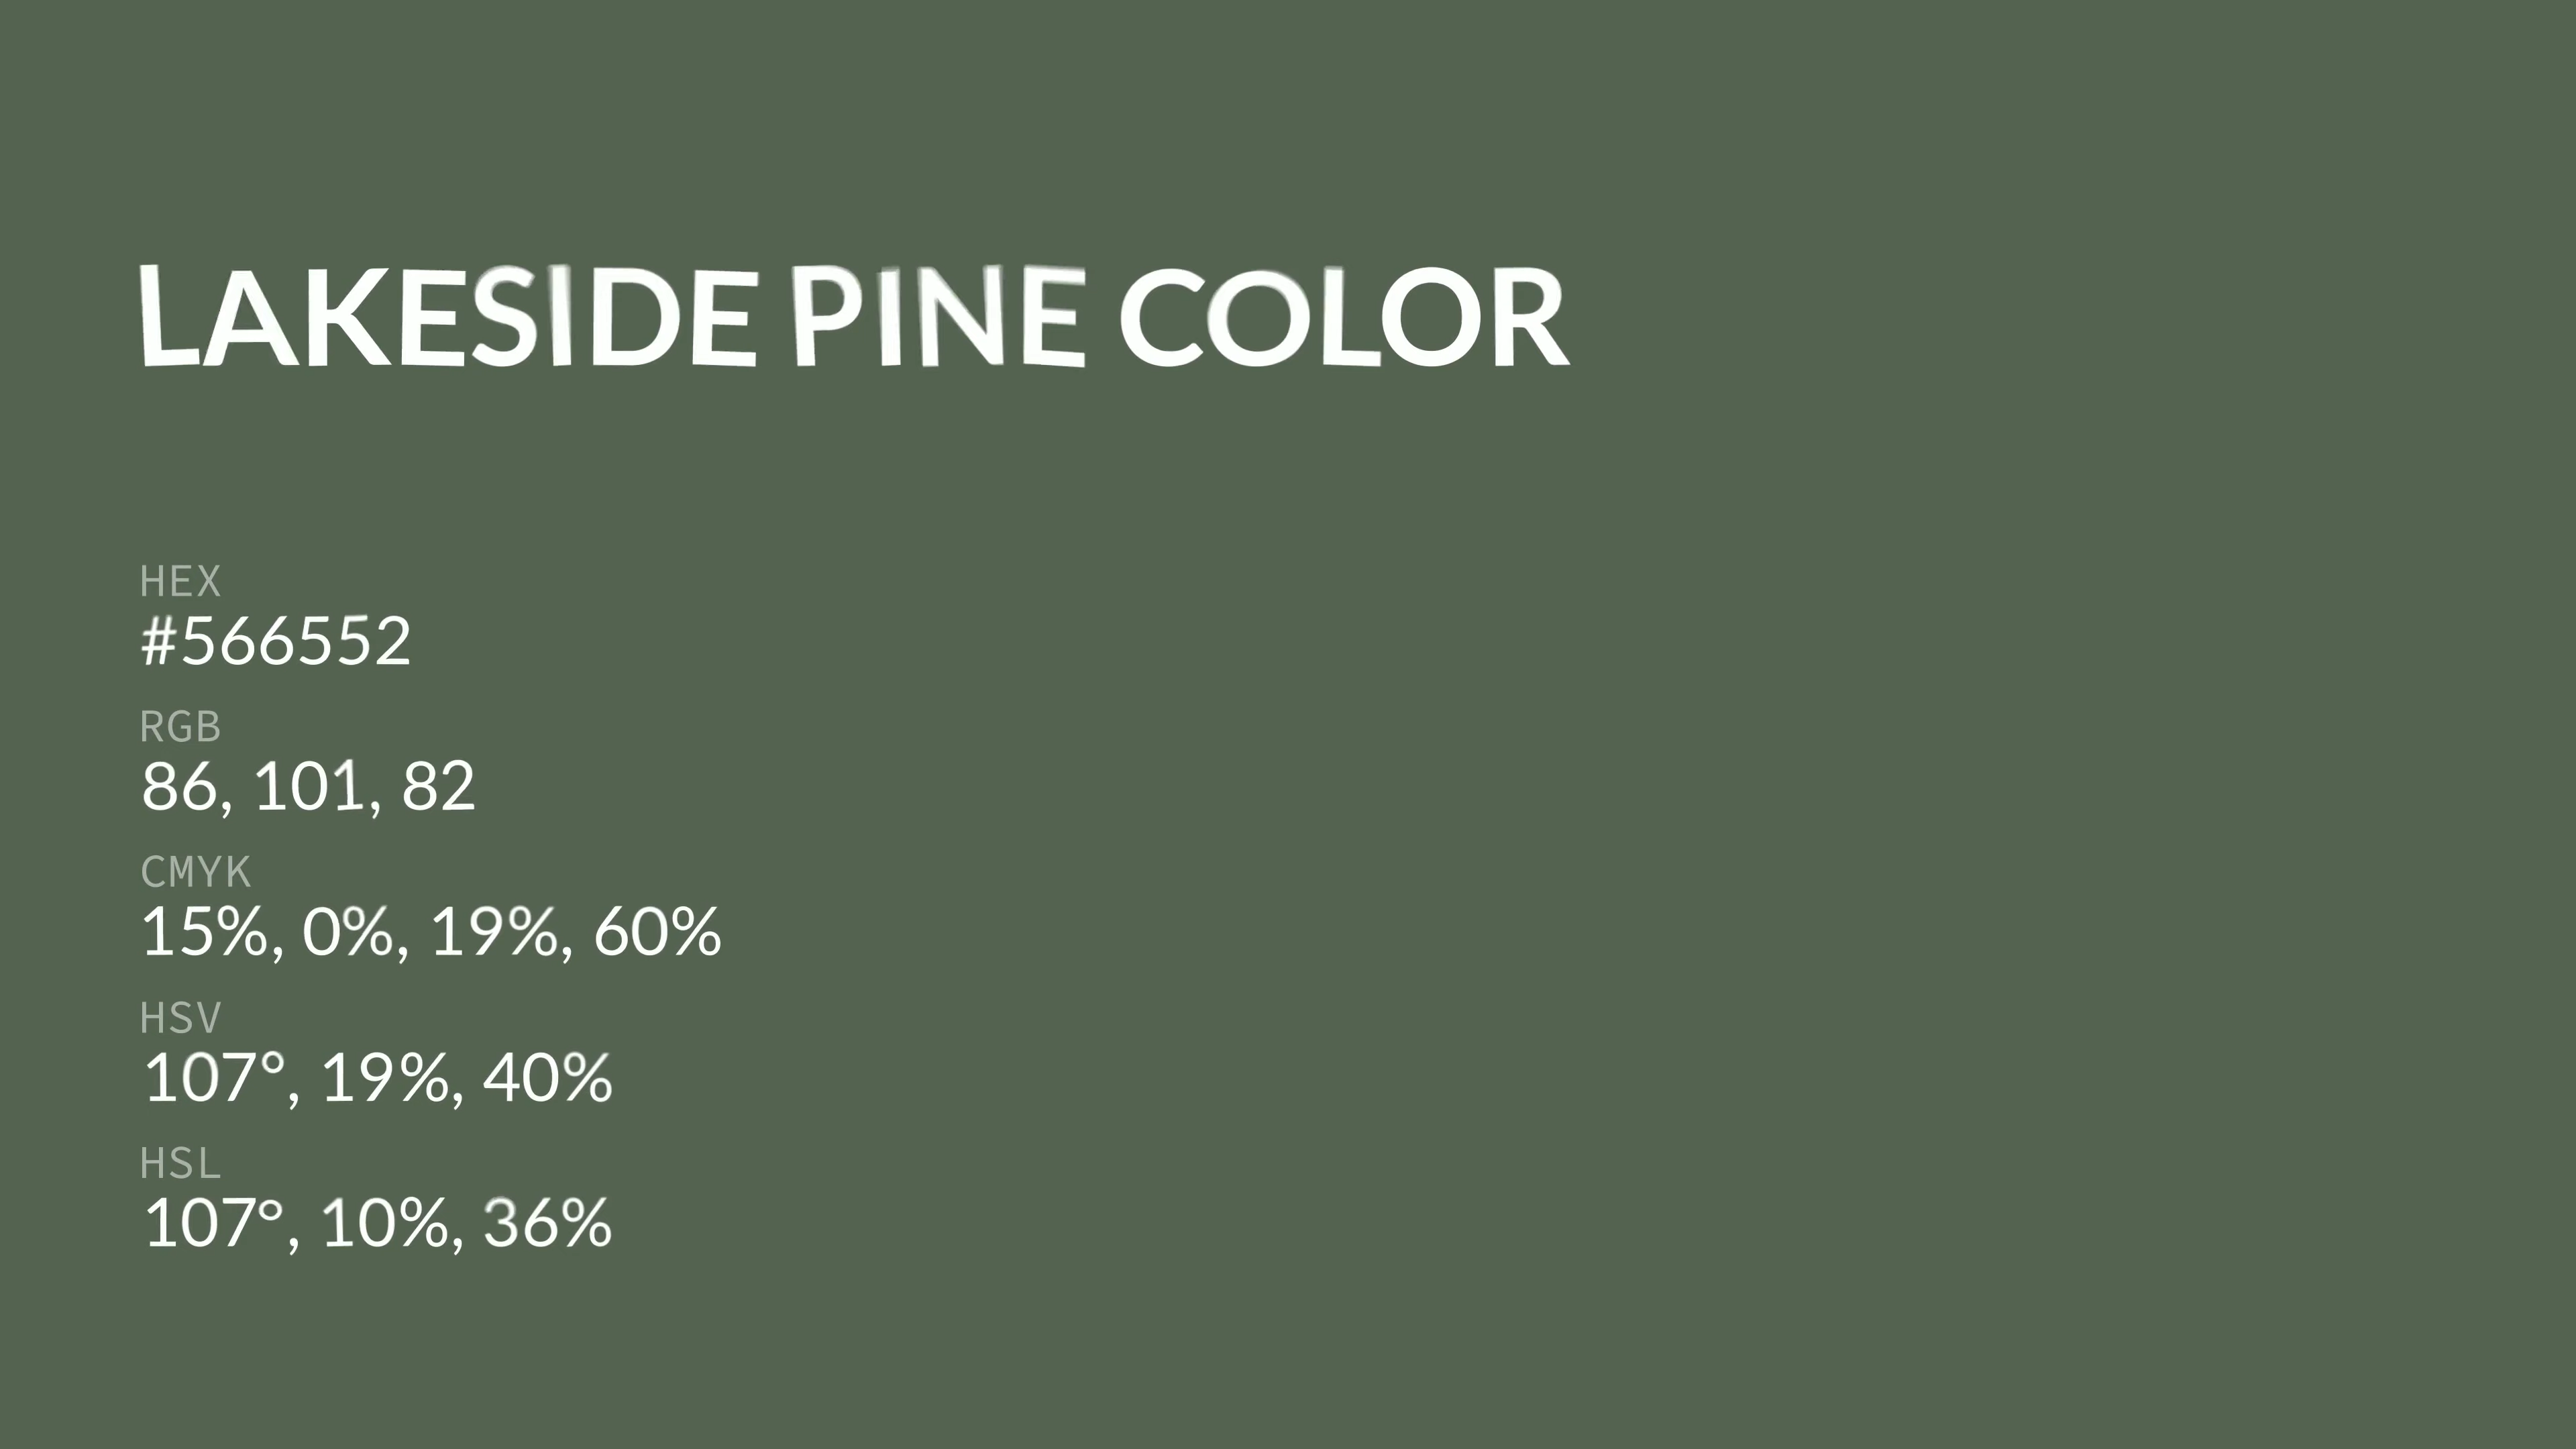 LAKESIDE PINE COLOR
HEX
#566552
RGB
86, 101, 82
CMYK
15%, 0%, 19%, 60%
HSV
107°, 19%, 40%
HSL
107°, 10%, 36%